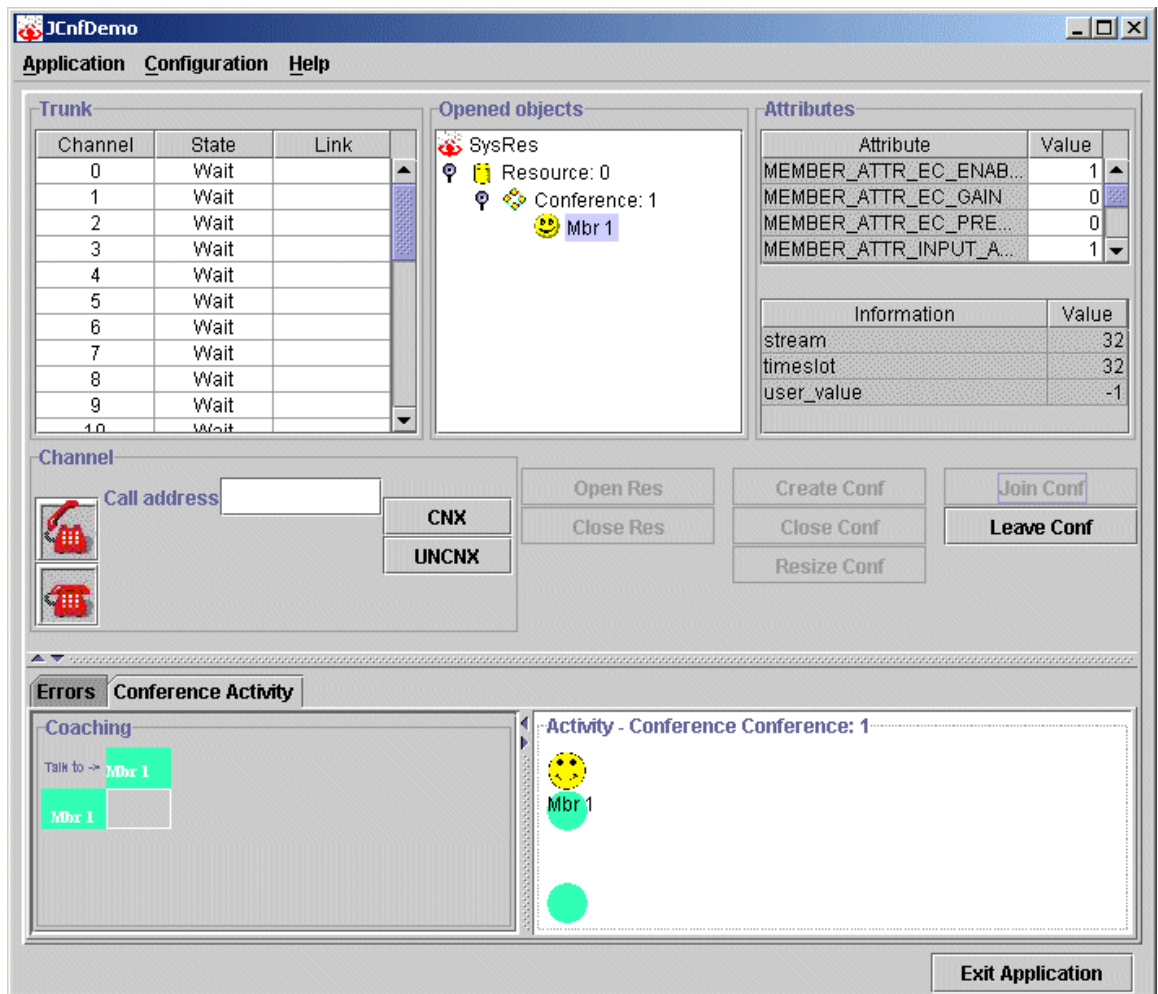 JCnfDemo
Application Configuration Help
Trunk
Channel State Link
0 Wait
1 Wait
2 Wait
3 Wait
4 Wait
5 Wait
6 Wait
7 Wait
8 Wait
9 Wait
10 Wait
Opened objects
SysRes
Resource: 0
Conference: 1
Mbr 1
Attributes
Attribute Value
MEMBER_ATTR_EC_ENAB... 1
MEMBER_ATTR_EC_GAIN 0
MEMBER_ATTR_EC_PRE... 0
MEMBER_ATTR_INPUT_A... 1
Information Value
stream 32
timeslot 32
user_value -1
Channel
Call address
CNX
UNCNX
Open Res
Close Res
Create Conf
Close Conf
Resize Conf
Join Conf
Leave Conf
Errors Conference Activity
Coaching
Talk to -> Mbr 1
Mbr 1
Activity - Conference Conference: 1
Mbr 1
Exit Application